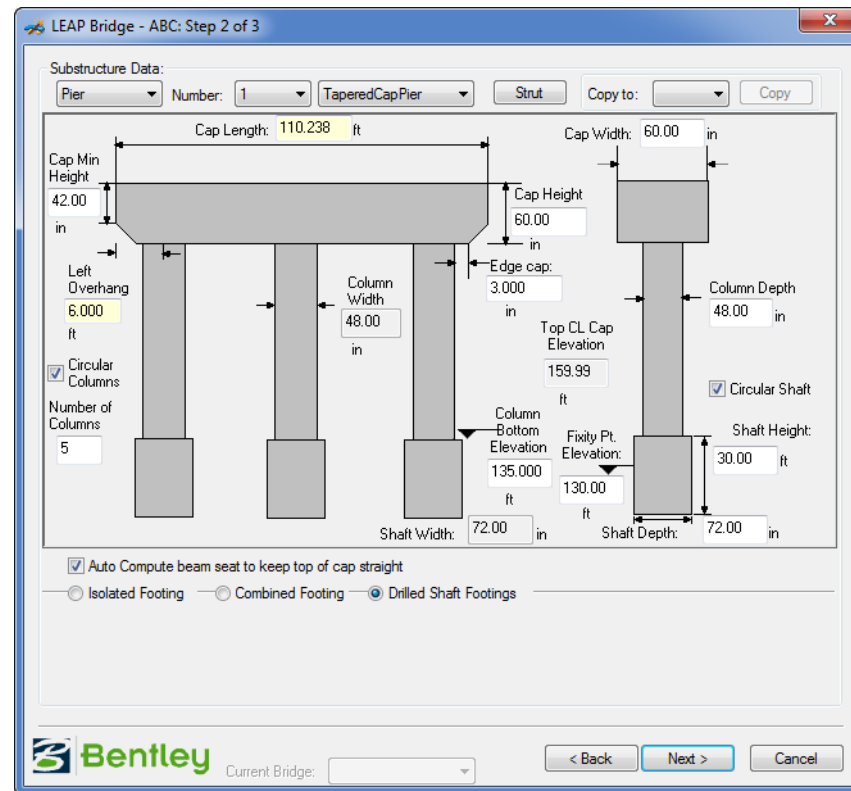 LEAP Bridge - ABC: Step 2 of 3
Substructure Data:
Pier Number: 1 TaperedCapPier Strut Copy to: Copy
Cap Length: 110.238 ft
Cap Width: 60.00 in
Cap Min
Height
42.00
in
Cap Height
60.00
in
Left
Overhang
6.000
ft
Edge cap:
3.000
in
Column
Width
48.00
in
Column Depth
48.00 in
Top CL Cap
Elevation
159.99
ft
Circular
Columns
Circular Shaft
Number of
Columns
5
Column
Bottom
Elevation
135.000
ft
Fixity Pt.
Elevation:
130.00
ft
Shaft Height:
30.00 ft
Shaft Width: 72.00 in
Shaft Depth: 72.00 in
Auto Compute beam seat to keep top of cap straight
Isolated Footing Combined Footing Drilled Shaft Footings
Bentley
Current Bridge:
< Back Next > Cancel